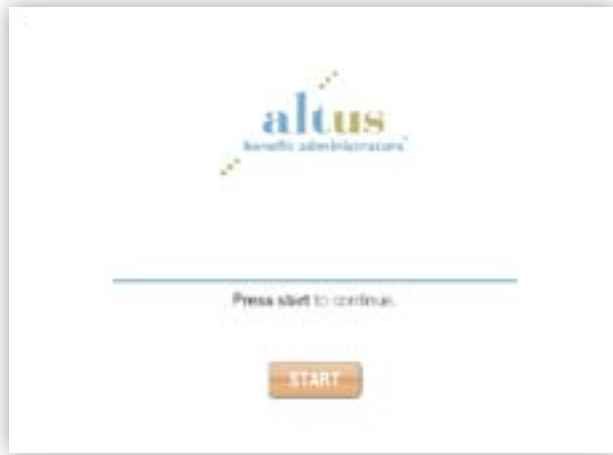 altus
benefit administrators
Press start to continue.
START